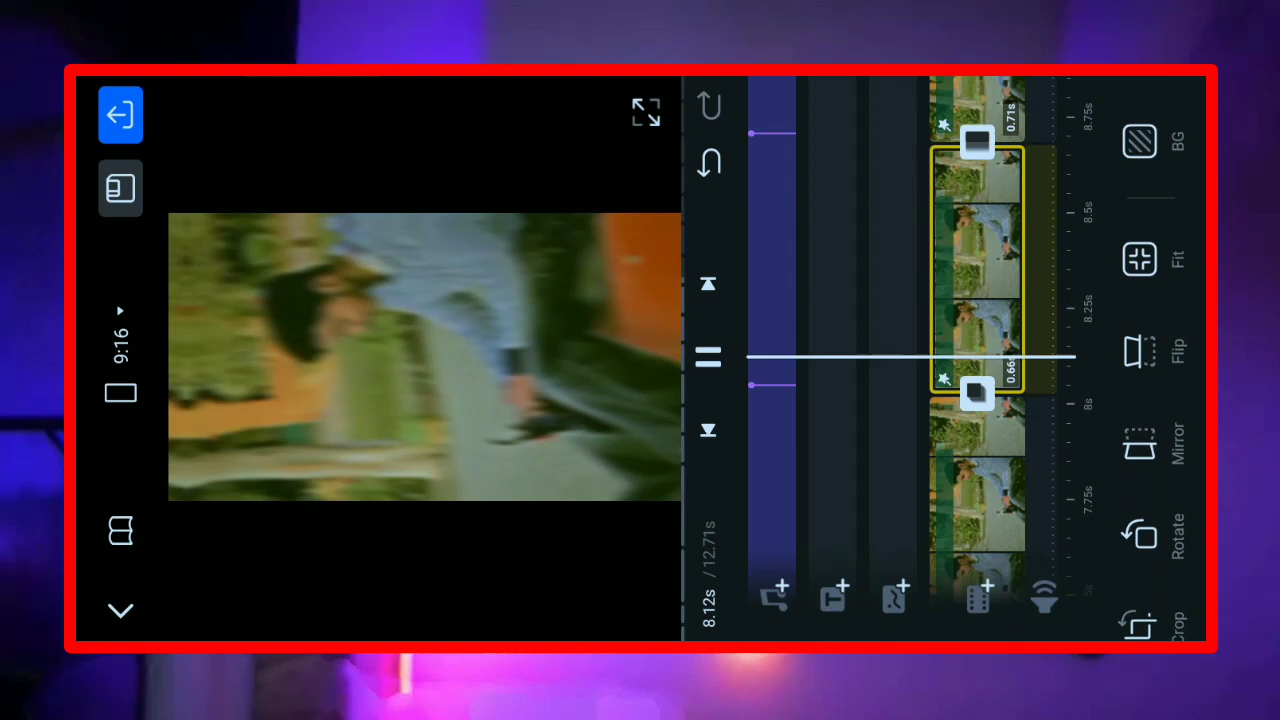 9:16
8.12s / 12.71s
T
0.66s
0.71s
7.75s
8s
8.25s
8.5s
8.75s
Crop
Rotate
Mirror
Flip
Fit
BG